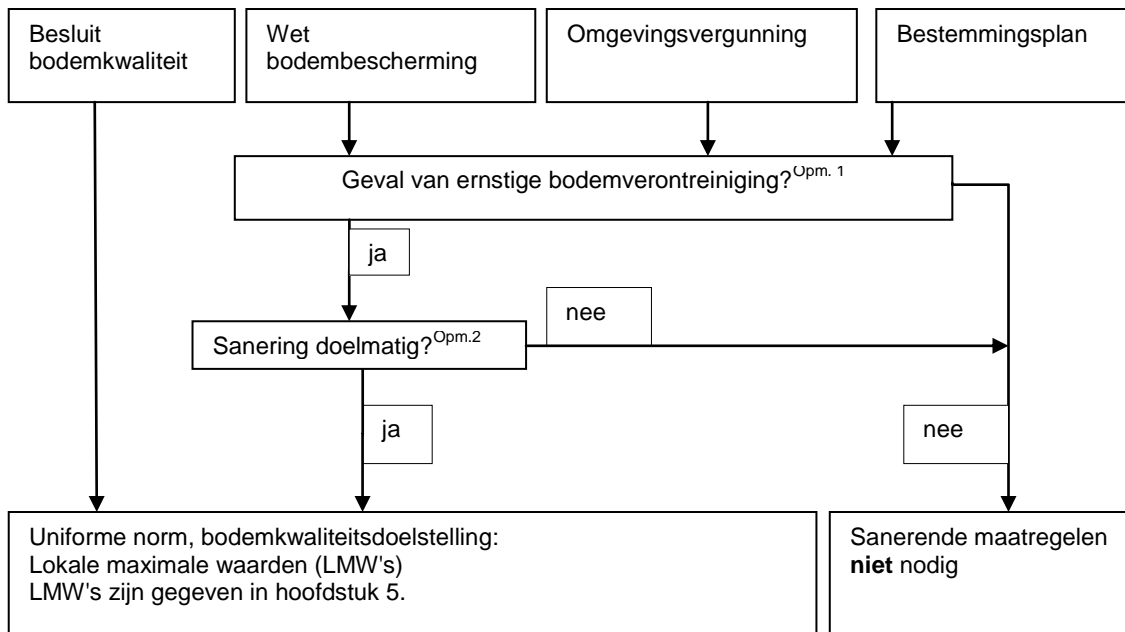 Besluit
bodemkwaliteit
Wet
bodembescherming
Omgevingsvergunning
Bestemmingsplan
Geval van ernstige bodemverontreiniging?Opm. 1
ja
nee
Sanering doelmatig?Opm.2
ja
nee
Uniforme norm, bodemkwaliteitsdoelstelling:
Lokale maximale waarden (LMW's)
LMW's zijn gegeven in hoofdstuk 5.
Sanerende maatregelen
niet nodig